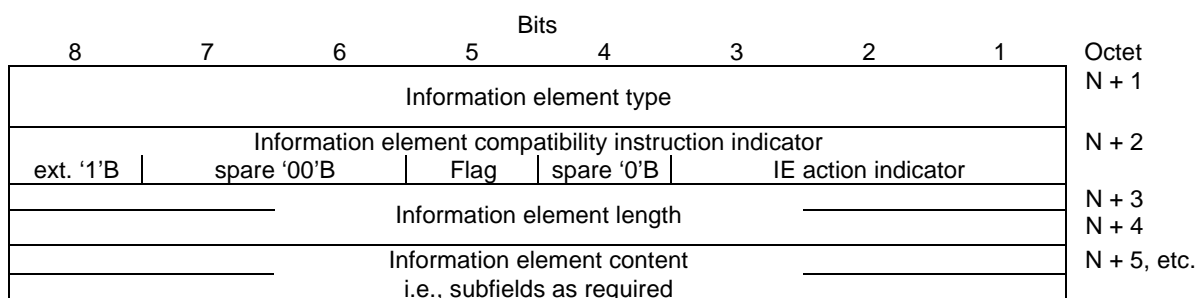 Bits
8 7 6 5 4 3 2 1 Octet
Information element type N + 1
Information element compatibility instruction indicator N + 2
ext. ‘1’B spare ‘00’B Flag spare ‘0’B IE action indicator
N + 3
Information element length
N + 4
Information element content N + 5, etc.
i.e., subfields as required